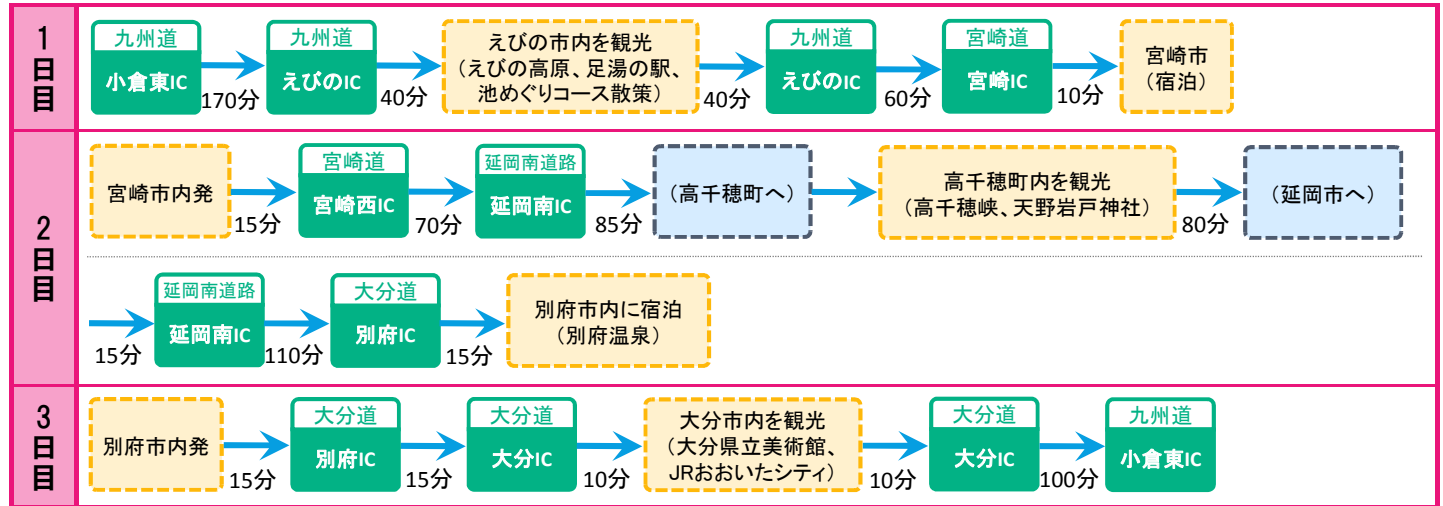 1日目
九州道
小倉東IC
170分
九州道
えびのIC
40分
えびの市内を観光
（えびの高原、足湯の駅、
池めぐりコース散策）
40分
九州道
えびのIC
60分
宮崎道
宮崎IC
10分
宮崎市
（宿泊）
2日目
宮崎市内発
15分
宮崎道
宮崎西IC
70分
延岡南道路
延岡南IC
85分
（高千穂町へ）
高千穂町内を観光
（高千穂峡、天野岩戸神社）
80分
（延岡市へ）
15分
延岡南道路
延岡南IC
110分
大分道
別府IC
15分
別府市内に宿泊
（別府温泉）
3日目
別府市内発
15分
大分道
別府IC
15分
大分道
大分IC
10分
大分市内を観光
（大分県立美術館、
JRおおいたシティ）
10分
大分道
大分IC
100分
九州道
小倉東IC